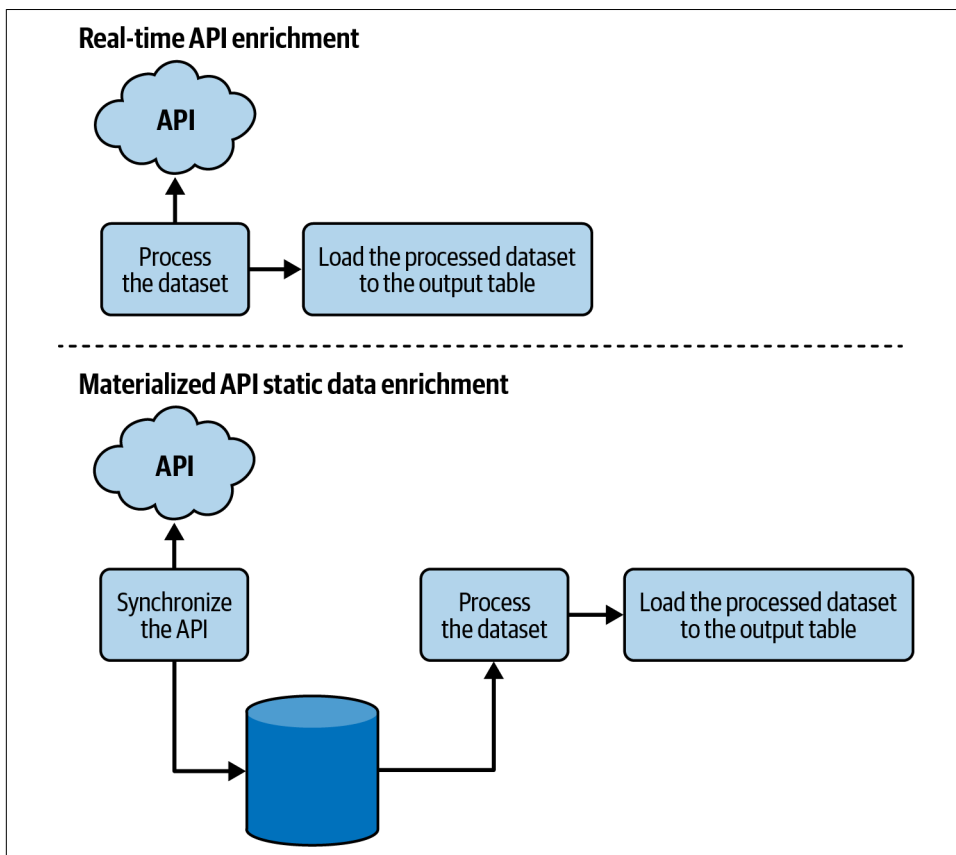 Real-time API enrichment
API
Process
the dataset
Load the processed dataset
to the output table
Materialized API static data enrichment
API
Synchronize
the API
Process
the dataset
Load the processed dataset
to the output table